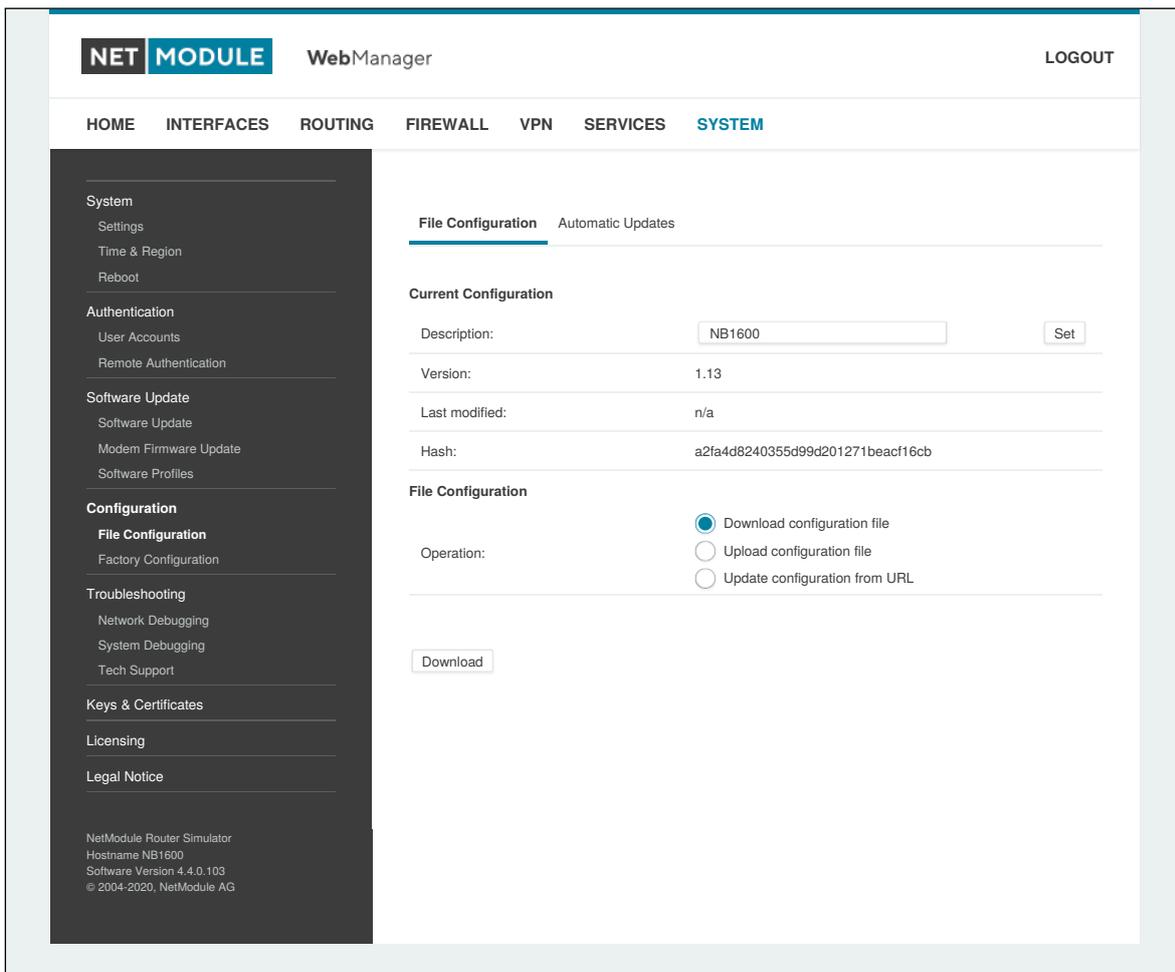 NET MODULE WebManager LOGOUT
HOME INTERFACES ROUTING FIREWALL VPN SERVICES SYSTEM
System
Settings
Time & Region
Reboot
Authentication
User Accounts
Remote Authentication
Software Update
Software Update
Modem Firmware Update
Software Profiles
Configuration
File Configuration
Factory Configuration
Troubleshooting
Network Debugging
System Debugging
Tech Support
Keys & Certificates
Licensing
Legal Notice
NetModule Router Simulator
Hostname NB1600
Software Version 4.4.0.103
© 2004-2020, NetModule AG
File Configuration Automatic Updates
Current Configuration
Description: NB1600 Set
Version: 1.13
Last modified: n/a
Hash: a2fa4d8240355d99d201271beacf16cb
File Configuration
Operation:
Download configuration file
Upload configuration file
Update configuration from URL
Download